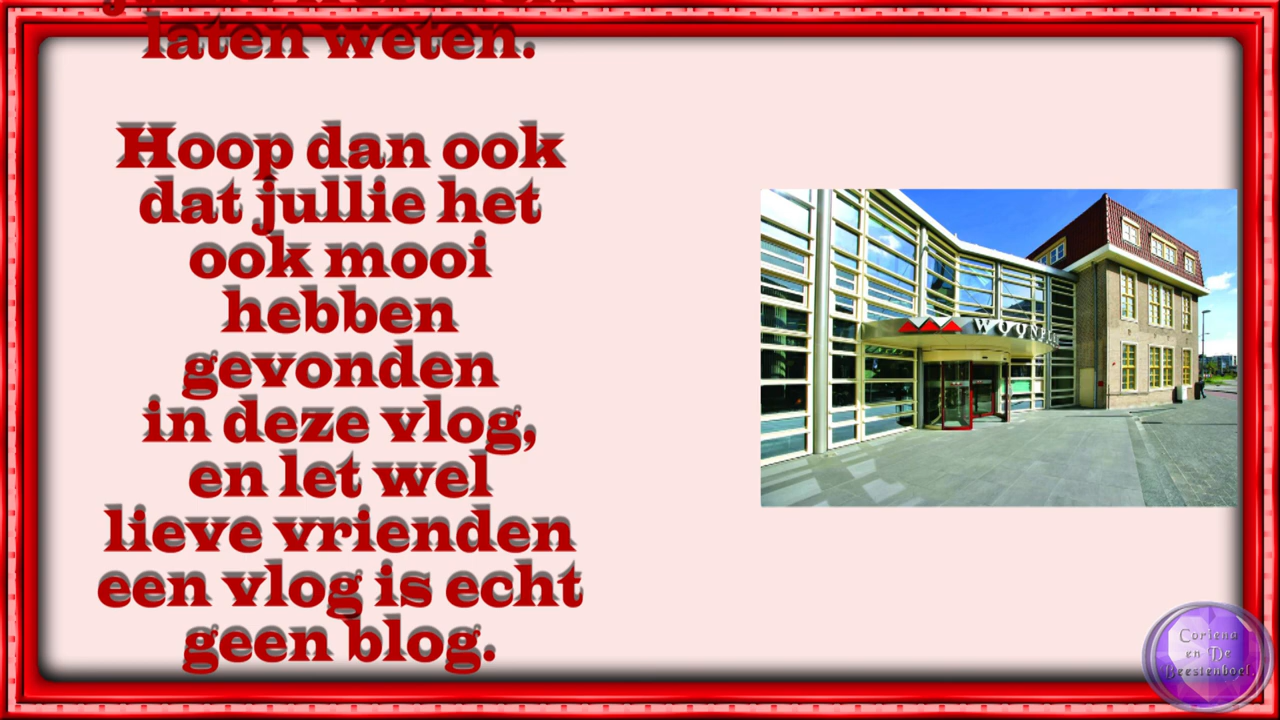 laten weten.
Hoop dan ook
dat jullie het
ook mooi
hebben
gevonden
in deze vlog,
en let wel
lieve vrienden
een vlog is echt
geen blog.
Coriena
en De
Beestenboel.